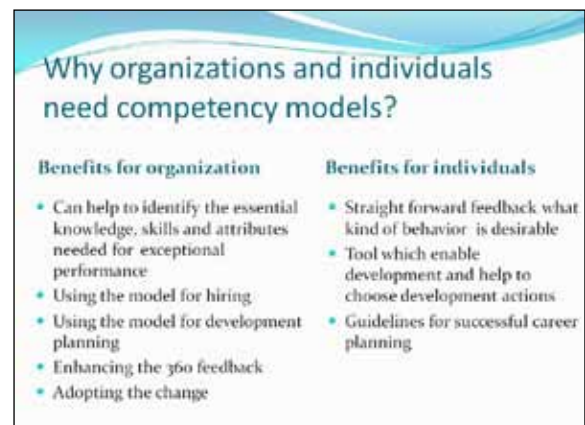 Why organizations and individuals
need competency models?
Benefits for organization
• Can help to identify the essential
knowledge, skills and attributes
needed for exceptional
performance
• Using the model for hiring
• Using the model for development
planning
• Enhancing the 360 feedback
• Adopting the change
Benefits for individuals
• Straight forward feedback what
kind of behavior is desirable
• Tool which enable
development and help to
choose development actions
• Guidelines for successful career
planning